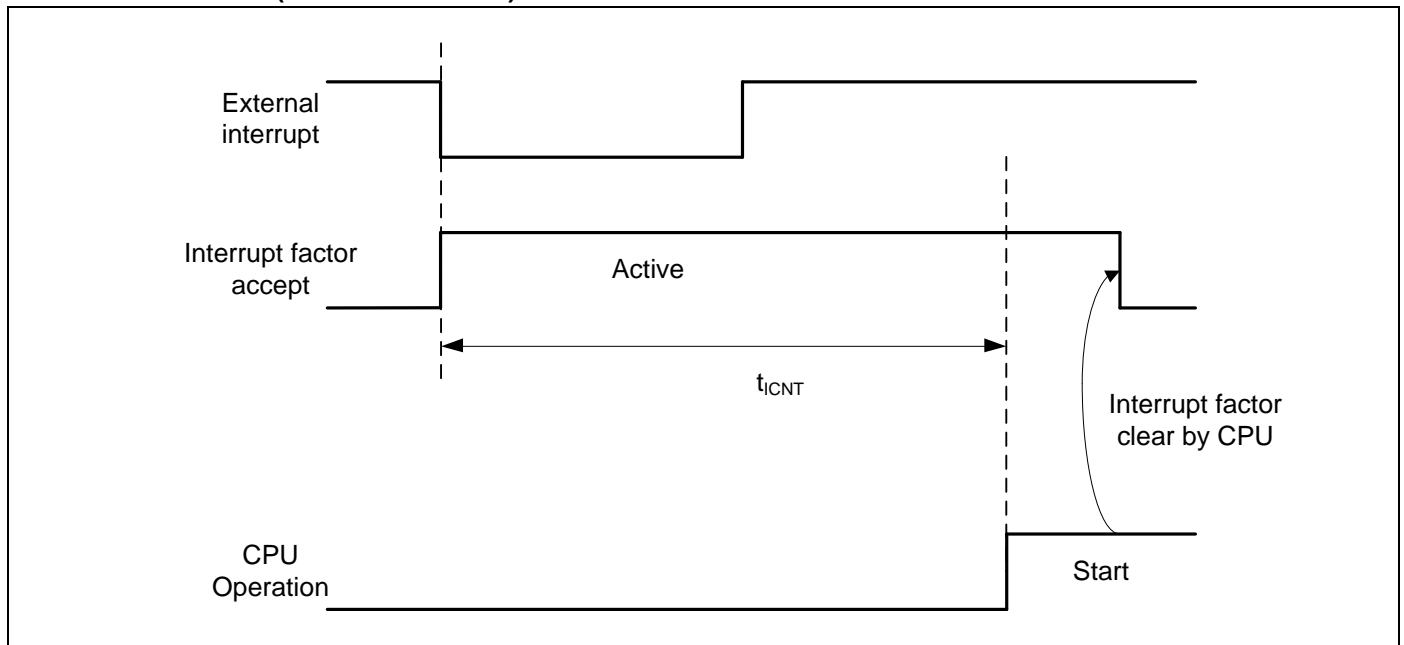 External
interrupt
Interrupt factor
accept
Active
tICNT
Interrupt factor
clear by CPU
CPU
Operation
Start